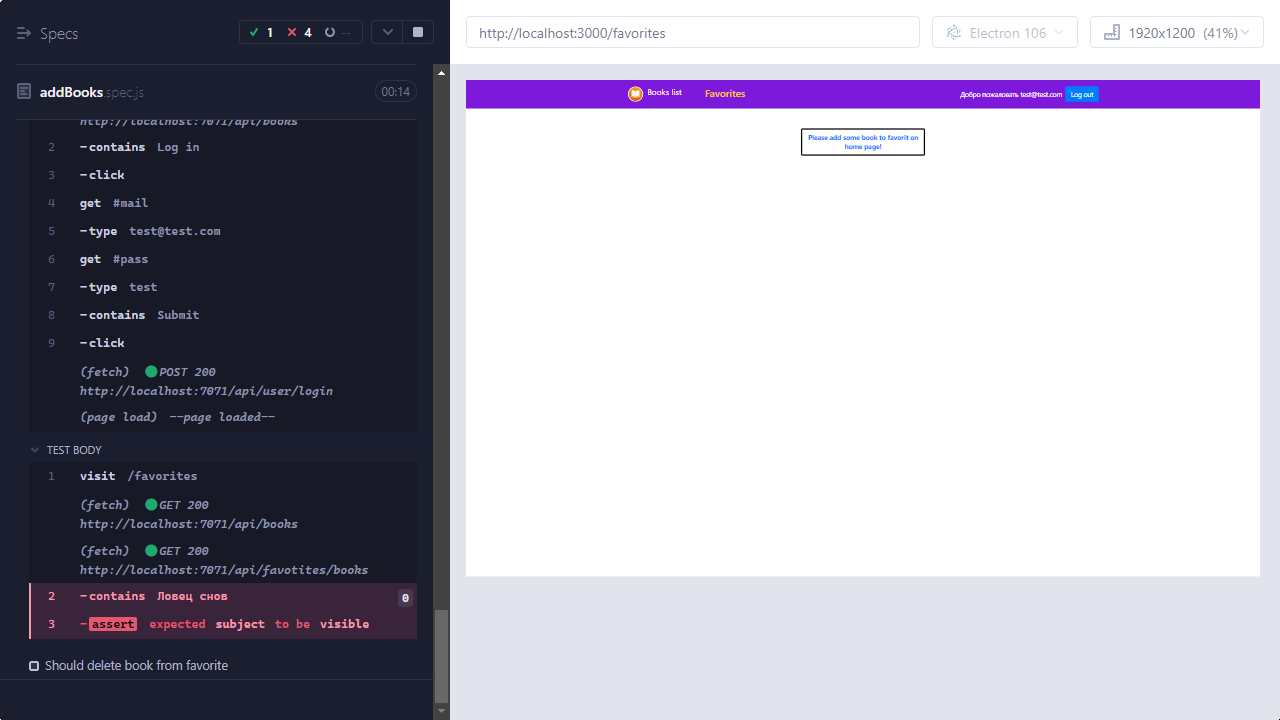 Specs
1
4
--
addBooks.spec.js
00:14
http://localhost:7071/api/books
2 -contains Log in
3 -click
4 get #mail
5 -type test@test.com
6 get #pass
7 -type test
8 -contains Submit
9 -click
(fetch) POST 200
http://localhost:7071/api/user/login
(page load) --page loaded--
TEST BODY
1 visit /favorites
(fetch) GET 200
http://localhost:7071/api/books
(fetch) GET 200
http://localhost:7071/api/favotites/books
2 -contains Ловец снов 0
3 -assert expected subject to be visible
Should delete book from favorite
http://localhost:3000/favorites
Electron 106
1920x1200 (41%)
Books list
Favorites
Добро пожаловать test@test.com
Log out
Please add some book to favorit on
home page!